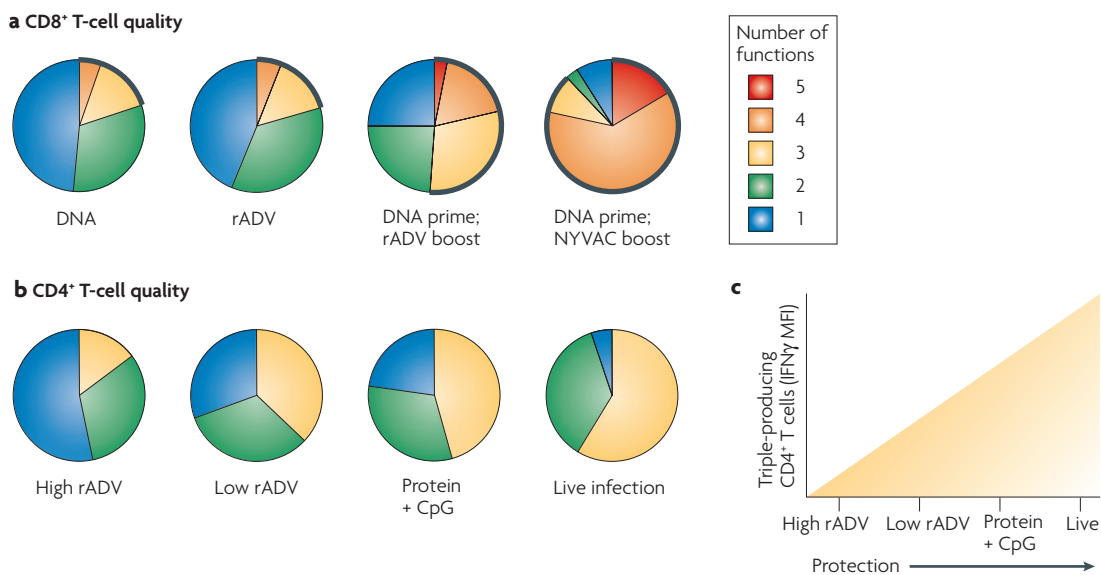 a CD8⁺ T-cell quality
DNA
rADV
DNA prime;
rADV boost
DNA prime;
NYVAC boost
Number of
functions
5
4
3
2
1
b CD4⁺ T-cell quality
High rADV
Low rADV
Protein
+ CpG
Live infection
c
Triple-producing
CD4⁺ T cells (IFNγ MFI)
High rADV
Low rADV
Protein
+ CpG
Live
Protection